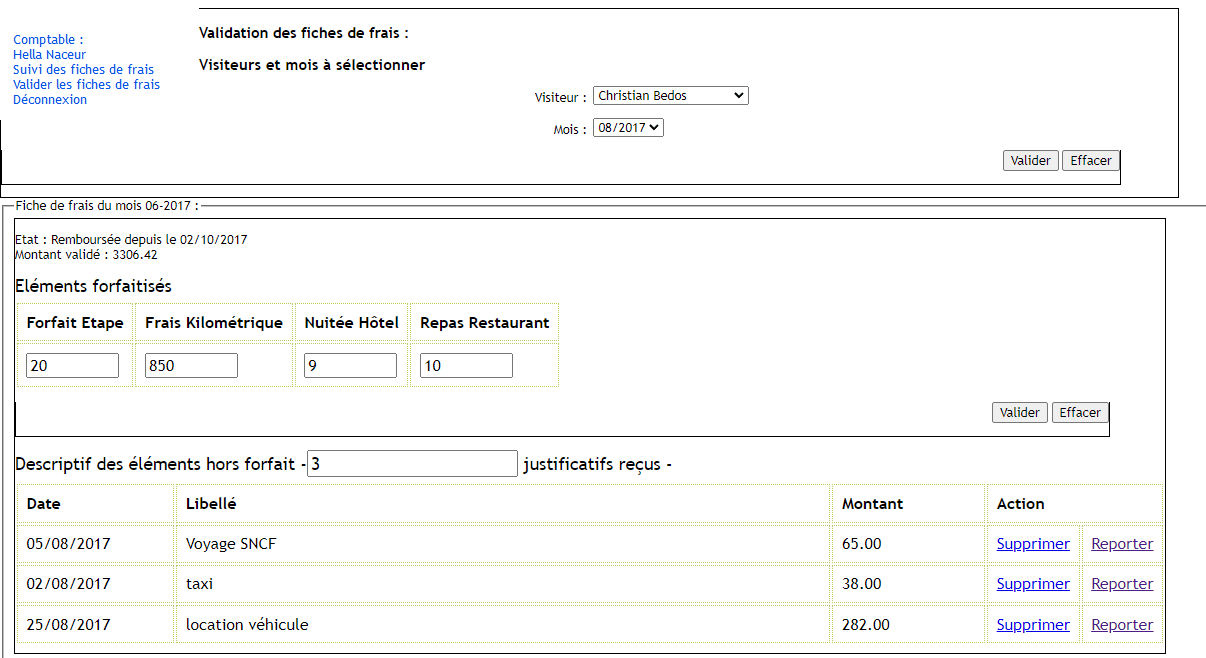 Comptable :
Hella Naceur
Suivi des fiches de frais
Valider les fiches de frais
Déconnexion
Validation des fiches de frais :
Visiteurs et mois à sélectionner
Visiteur : Christian Bedos
Mois : 08/2017
Valider Effacer
Fiche de frais du mois 06-2017 :
Etat : Remboursée depuis le 02/10/2017
Montant validé : 3306.42
Eléments forfaitisés
Forfait Etape Frais Kilométrique Nuitée Hôtel Repas Restaurant
20 850 9 10
Valider Effacer
Descriptif des éléments hors forfait - 3 justificatifs reçus -
Date Libellé Montant Action
05/08/2017 Voyage SNCF 65.00 Supprimer Reporter
02/08/2017 taxi 38.00 Supprimer Reporter
25/08/2017 location véhicule 282.00 Supprimer Reporter